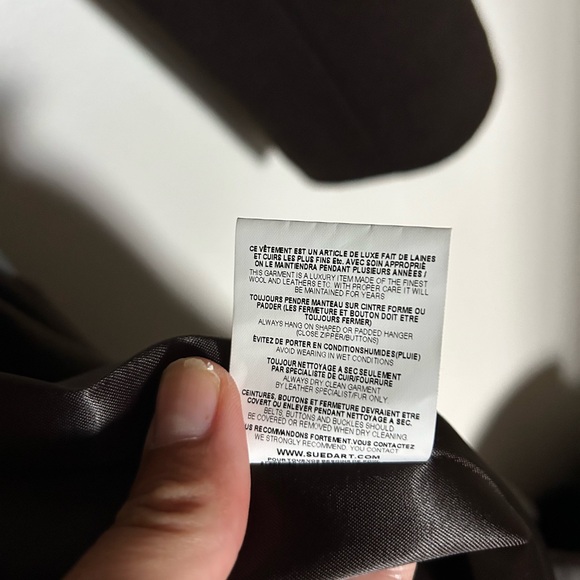 CE VÊTEMENT EST UN ARTICLE DE LUXE FAIT DE LAINES
ET CUIRS LES PLUS FINS Etc. AVEC SOIN APPROPRIÉ
ON LE MAINTIENDRA PENDANT PLUSIEURS ANNÉES !
THIS GARMENT IS A LUXURY ITEM MADE OF THE FINEST
WOOL AND LEATHERS ETC. WITH PROPER CARE IT WILL
BE MAINTAINED FOR YEARS
TOUJOURS PENDRE MANTEAU SUR CINTRE FORME OU
PADDER (LES FERMETURE ET BOUTON DOIT ETRE
TOUJOURS FERMER)
ALWAYS HANG ON SHAPED OR PADDED HANGER
(CLOSE ZIPPER/BUTTONS)
ÉVITEZ DE PORTER EN CONDITIONSHUMIDES(PLUIE)
AVOID WEARING IN WET CONDITIONS
TOUJOUR NETTOYAGE A SEC SEULEMENT
PAR SPÉCIALISTE DE CUIR/FOURRURE
ALWAYS DRY CLEAN GARMENT
BY LEATHER SPECIALIST/FUR ONLY.
CEINTURES, BOUTONS ET FERMETURE DEVRAIENT ETRE
COVERT OU ENLEVER PENDANT NETTOYAGE A SEC.
BELTS, BUTTONS AND BUCKLES SHOULD
BE COVERED OR REMOVED WHEN DRY CLEANING.
US RECOMMANDONS FORTEMENT.VOUS CONTACTEZ
WE STRONGLY RECOMMEND, YOU CONTACT
WWW.SUEDART.COM